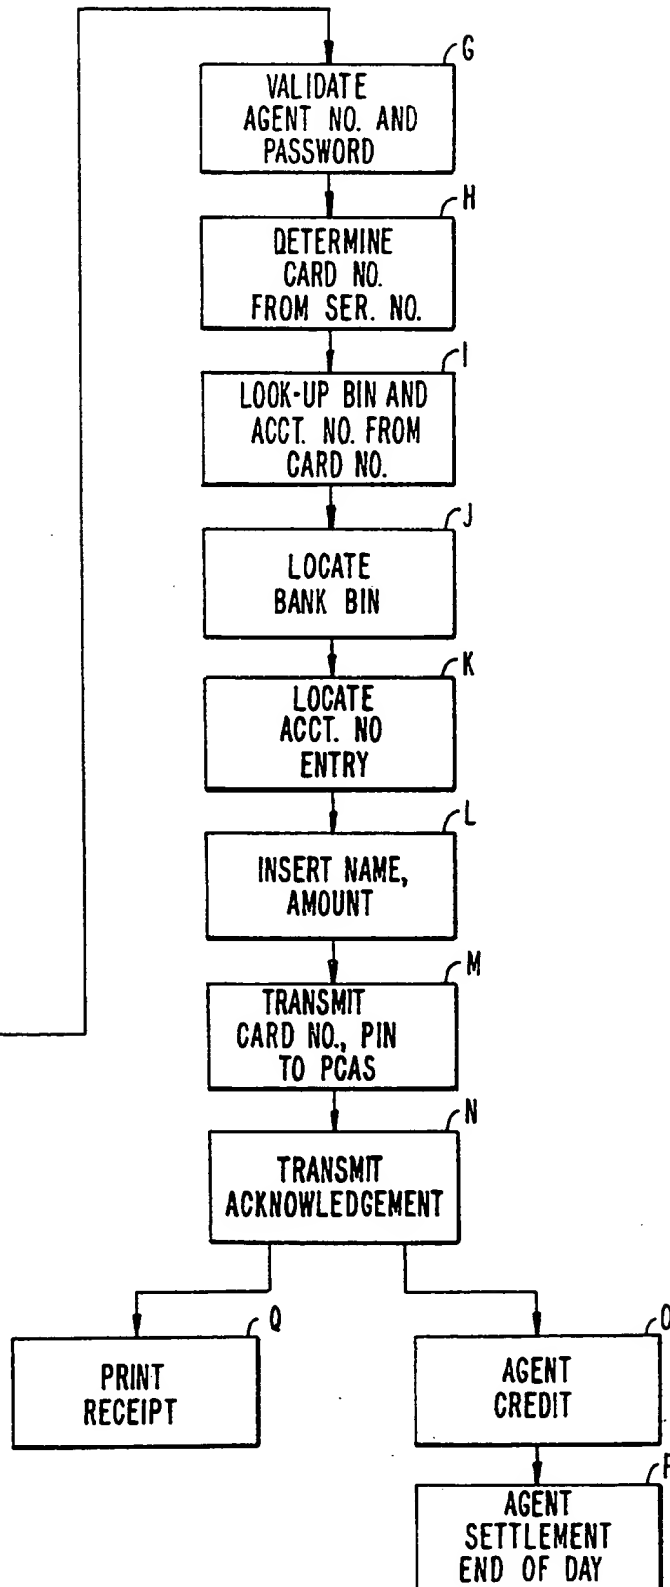 G
VALIDATE
AGENT NO. AND
PASSWORD
H
DETERMINE
CARD NO.
FROM SER. NO.
I
LOOK-UP BIN AND
ACCT. NO. FROM
CARD NO.
J
LOCATE
BANK BIN
K
LOCATE
ACCT. NO
ENTRY
L
INSERT NAME,
AMOUNT
M
TRANSMIT
CARD NO., PIN
TO PCAS
N
TRANSMIT
ACKNOWLEDGEMENT
Q
PRINT
RECEIPT
O
AGENT
CREDIT
P
AGENT
SETTLEMENT
END OF DAY